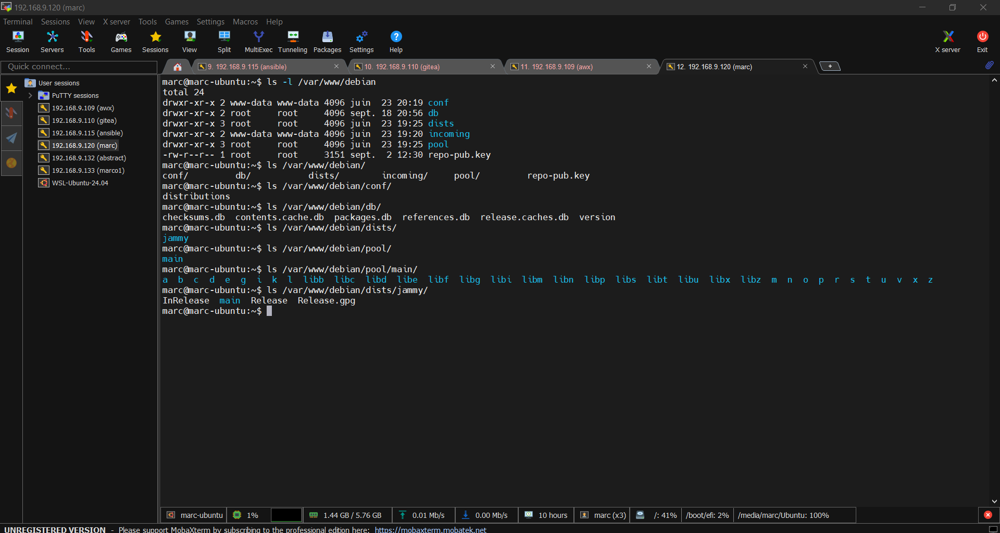 192.168.9.120 (marc)
Terminal Sessions View X server Tools Games Settings Macros Help
Session Servers Tools Games Sessions View Split MultiExec Tunneling Packages Settings Help X server Exit
Quick connect...
9. 192.168.9.115 (ansible) 10. 192.168.9.110 (gitea) 11. 192.168.9.109 (awx) 12. 192.168.9.120 (marc)
User sessions
PuTTY sessions
192.168.9.109 (awx)
192.168.9.110 (gitea)
192.168.9.115 (ansible)
192.168.9.120 (marc)
192.168.9.132 (abstract)
192.168.9.133 (marco1)
WSL-Ubuntu-24.04
marc@marc-ubuntu:~$ ls -l /var/www/debian
total 24
drwxr-xr-x 2 www-data www-data 4096 juin  23 20:19 conf
drwxr-xr-x 2 root     root     4096 sept. 18 20:56 db
drwxr-xr-x 3 root     root     4096 juin  23 19:25 dists
drwxr-xr-x 2 www-data www-data 4096 juin  23 19:20 incoming
drwxr-xr-x 3 root     root     4096 juin  23 19:25 pool
-rw-r--r-- 1 root     root     3151 sept.  2 12:30 repo-pub.key
marc@marc-ubuntu:~$ ls /var/www/debian/
conf/         db/           dists/        incoming/     pool/         repo-pub.key
marc@marc-ubuntu:~$ ls /var/www/debian/conf/
distributions
marc@marc-ubuntu:~$ ls /var/www/debian/db/
checksums.db  contents.cache.db  packages.db  references.db  release.caches.db  version
marc@marc-ubuntu:~$ ls /var/www/debian/dists/
jammy
marc@marc-ubuntu:~$ ls /var/www/debian/pool/
main
marc@marc-ubuntu:~$ ls /var/www/debian/pool/main/
a  b  c  d  e  g  i  k  l  libb  libc  libd  libe  libf  libg  libi  libm  libn  libp  libs  libt  libu  libx  libz  m  n  o  p  r  s  t  u  v  x  z
marc@marc-ubuntu:~$ ls /var/www/debian/dists/jammy/
InRelease  main  Release  Release.gpg
marc@marc-ubuntu:~$
marc-ubuntu 1% 1.44 GB / 5.76 GB 0.01 Mb/s 0.00 Mb/s 10 hours marc (x3) /: 41% /boot/efi: 2% /media/marc/Ubuntu: 100%
UNREGISTERED VERSION - Please support MobaXterm by subscribing to the professional edition here: https://mobaxterm.mobatek.net